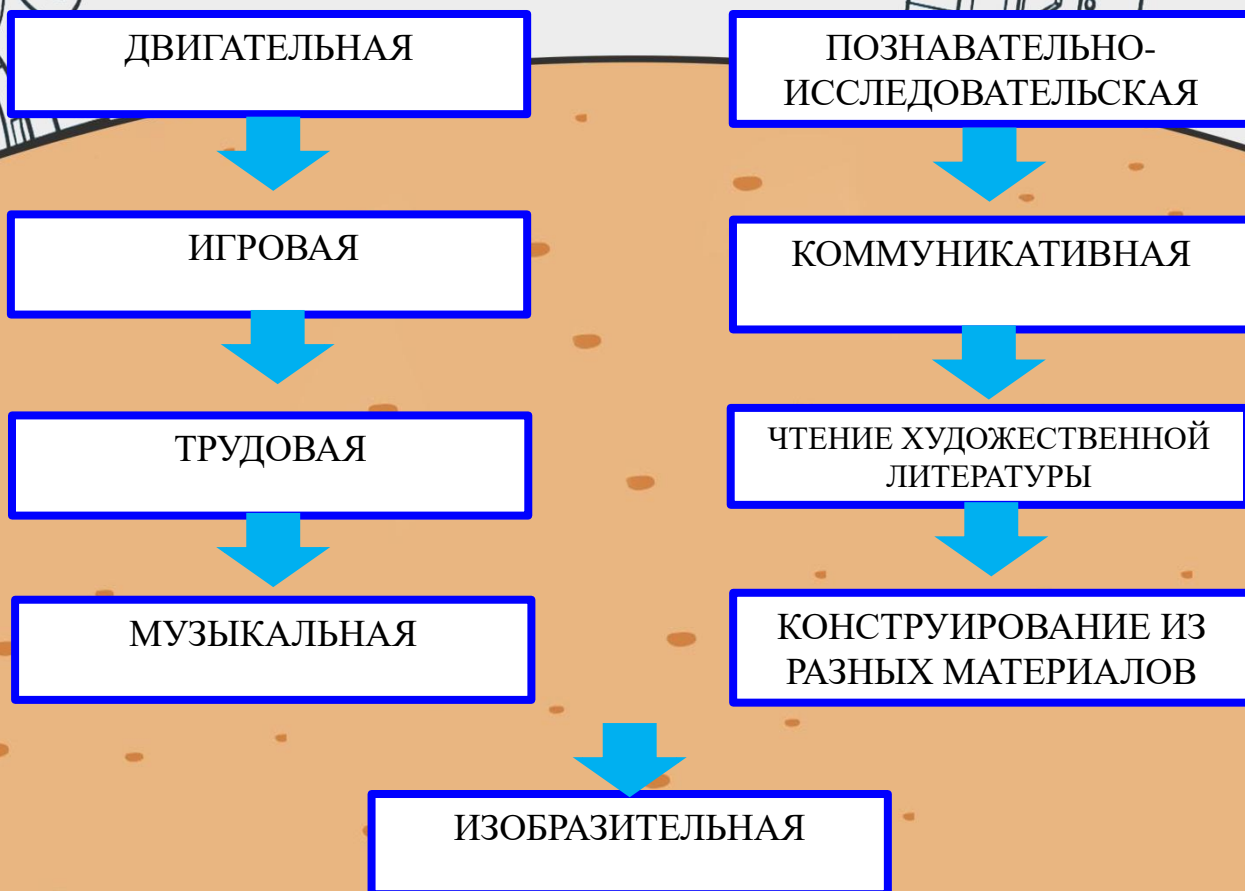 ДВИГАТЕЛЬНАЯ
ИГРОВАЯ
ТРУДОВАЯ
МУЗЫКАЛЬНАЯ
ПОЗНАВАТЕЛЬНО-
ИССЛЕДОВАТЕЛЬСКАЯ
КОММУНИКАТИВНАЯ
ЧТЕНИЕ ХУДОЖЕСТВЕННОЙ
ЛИТЕРАТУРЫ
КОНСТРУИРОВАНИЕ ИЗ
РАЗНЫХ МАТЕРИАЛОВ
ИЗОБРАЗИТЕЛЬНАЯ